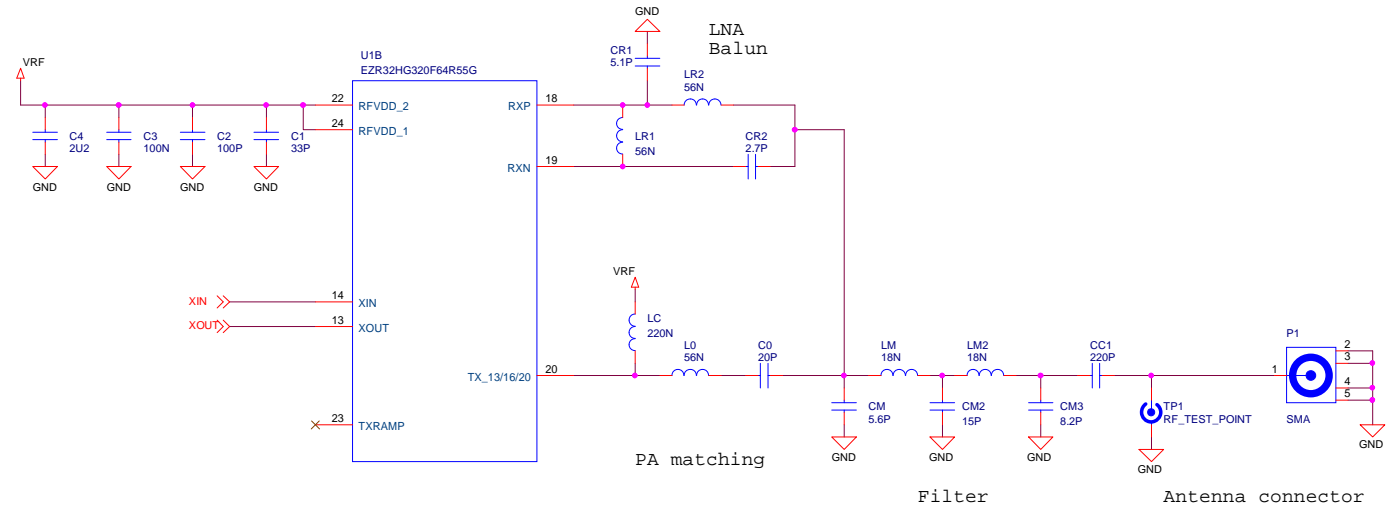 GND
LNA
Balun
CR1
5.1P
U1B
EZR32HG320F64R55G
VRF
LR2
56N
22
RFVDD_2
RXP
18
24
RFVDD_1
C4
2U2
C3
100N
C2
100P
C1
33P
LR1
56N
CR2
2.7P
19
RXN
GND
GND
GND
GND
VRF
XIN
14
XIN
XOUT
13
XOUT
LC
220N
L0
56N
C0
20P
LM
18N
LM2
18N
CC1
220P
P1
2
3
1
4
5
TX_13/16/20
20
CM
5.6P
CM2
15P
CM3
8.2P
TP1
RF_TEST_POINT
SMA
23
TXRAMP
GND
GND
GND
GND
GND
PA matching
Filter
Antenna connector